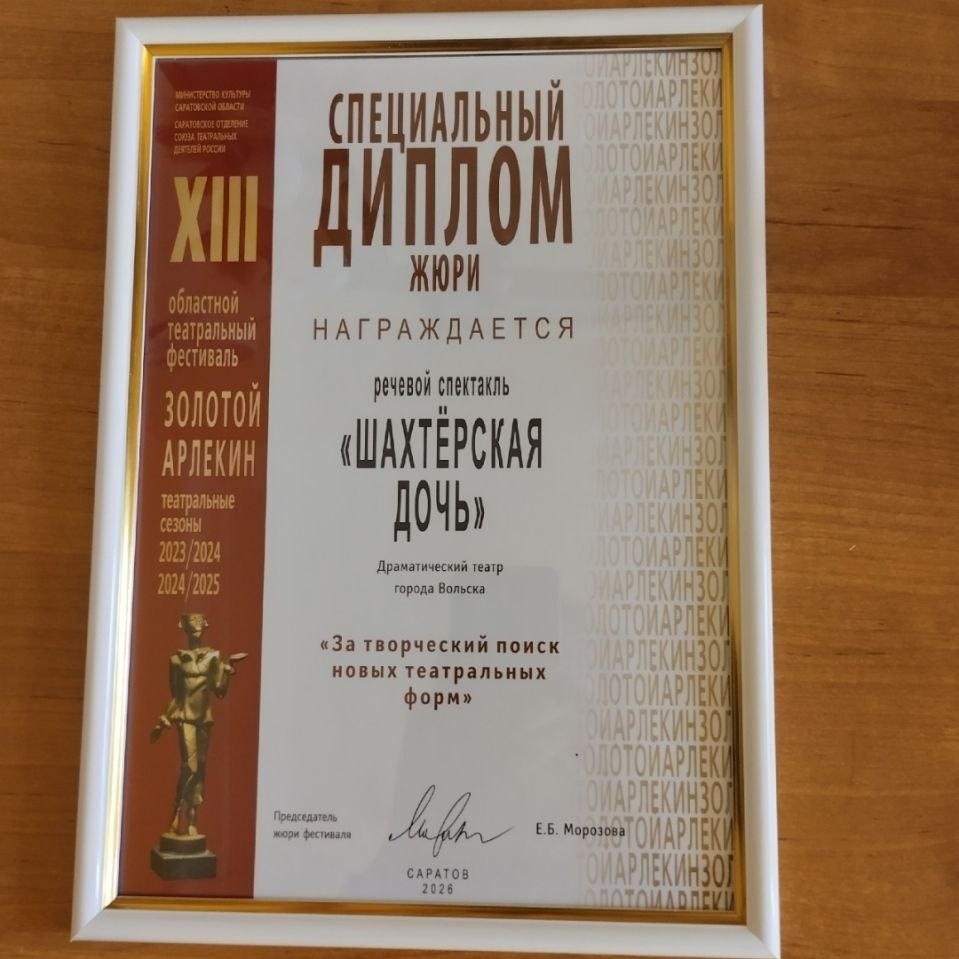 МИНИСТЕРСТВО КУЛЬТУРЫ
САРАТОВСКОЙ ОБЛАСТИ
САРАТОВСКОЕ ОТДЕЛЕНИЕ
СОЮЗА ТЕАТРАЛЬНЫХ
ДЕЯТЕЛЕЙ РОССИИ
XIII
областной
театральный
фестиваль
ЗОЛОТОЙ
АРЛЕКИН
театральные
сезоны
2023/2024
2024/2025
СПЕЦИАЛЬНЫЙ
ДИПЛОМ
ЖЮРИ
НАГРАЖДАЕТСЯ
речевой спектакль
«ШАХТЁРСКАЯ
ДОЧЬ»
Драматический театр
города Вольска
«За творческий поиск
новых театральных
форм»
Председатель
жюри фестиваля
Е.Б. Морозова
САРАТОВ
2026